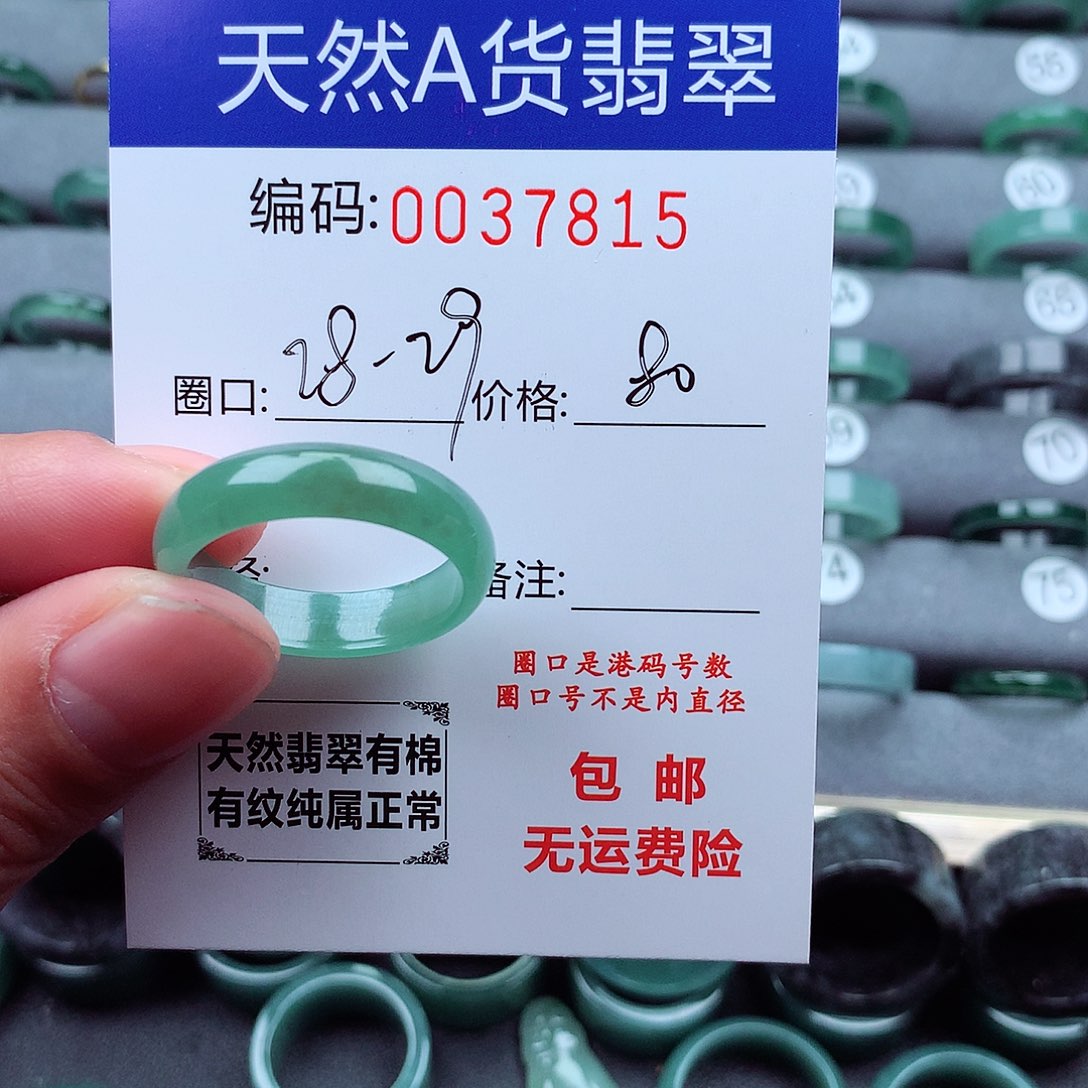 天然A货翡翠
编码:0037815
圈口: 28-29 价格: 80
径: 备注:
圈口是港码号数
圈口号不是内直径
天然翡翠有棉
有纹纯属正常
包 邮
无运费险
55
60
65
70
75